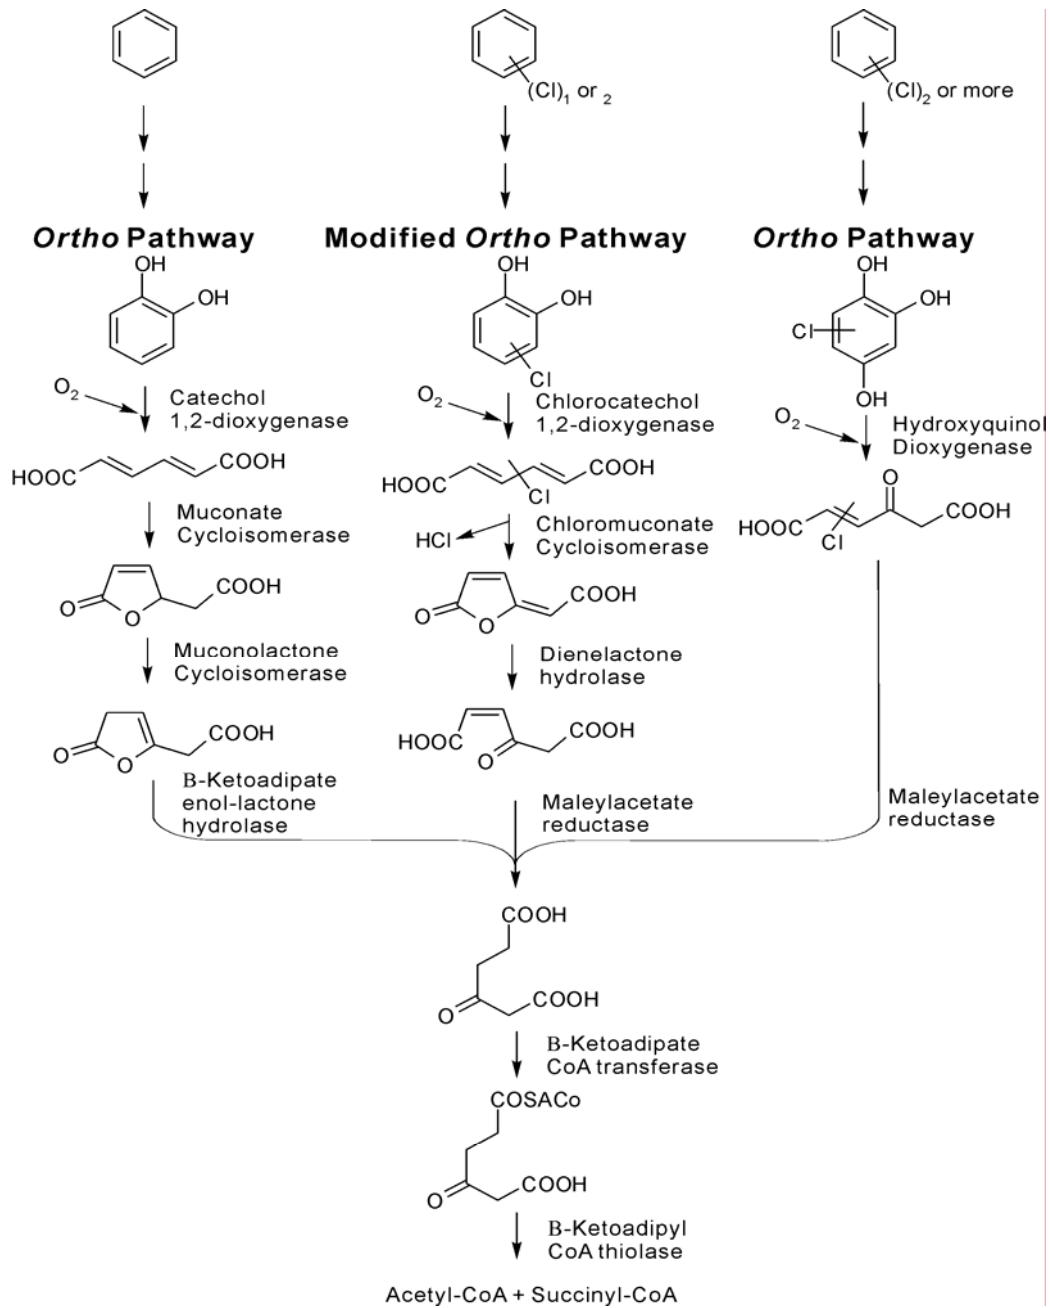 (Cl)1 or 2
(Cl)2 or more
Ortho Pathway
Modified Ortho Pathway
Ortho Pathway
OH
OH
O2
Catechol
1,2-dioxygenase
HOOC
COOH
Muconate
Cycloisomerase
O
O
COOH
Muconolactone
Cycloisomerase
O
O
COOH
B-Ketoadipate
enol-lactone
hydrolase
OH
OH
Cl
O2
Chlorocatechol
1,2-dioxygenase
HOOC
COOH
Cl
HCl
Chloromuconate
Cycloisomerase
O
O
COOH
Dienelactone
hydrolase
HOOC
O
COOH
Maleylacetate
reductase
OH
OH
Cl
OH
O2
Hydroxyquinol
Dioxygenase
O
HOOC
COOH
Cl
Maleylacetate
reductase
COOH
O
COOH
B-Ketoadipate
CoA transferase
COSACo
O
COOH
B-Ketoadipyl
CoA thiolase
Acetyl-CoA + Succinyl-CoA